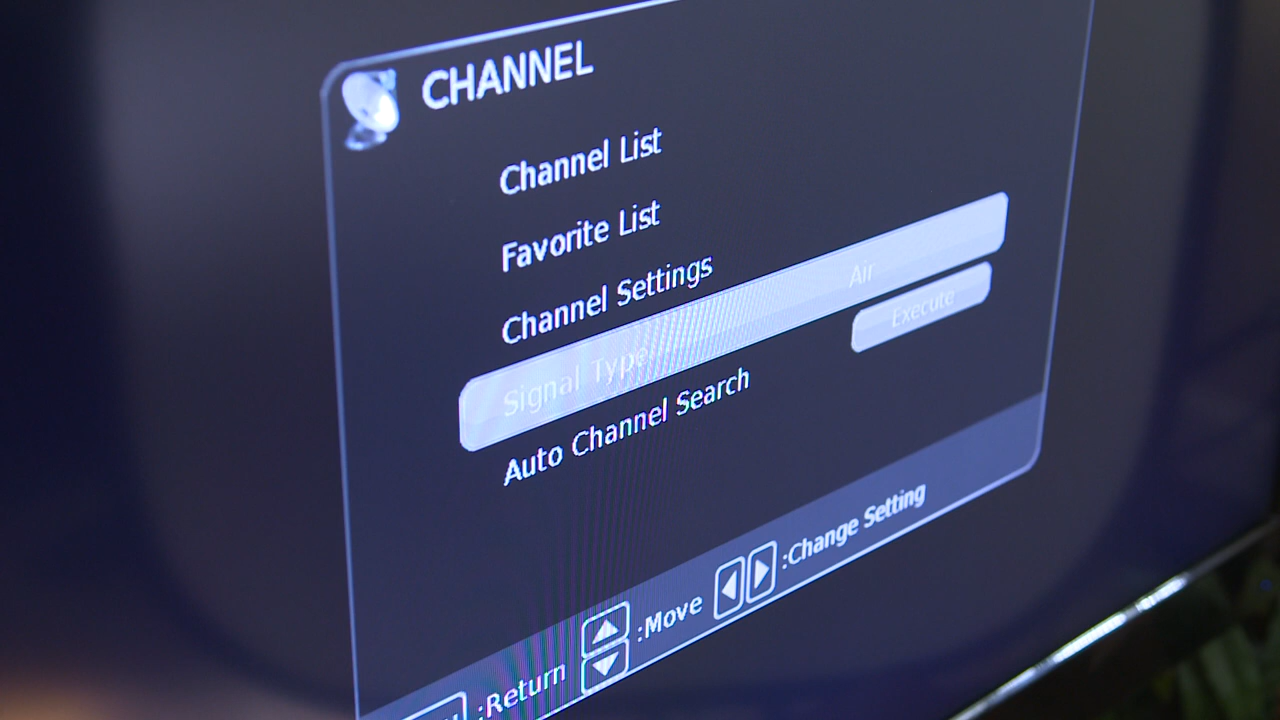 CHANNEL
Channel List
Favorite List
Channel Settings
Signal Type Air
Auto Channel Search Execute
:Return :Move :Change Setting